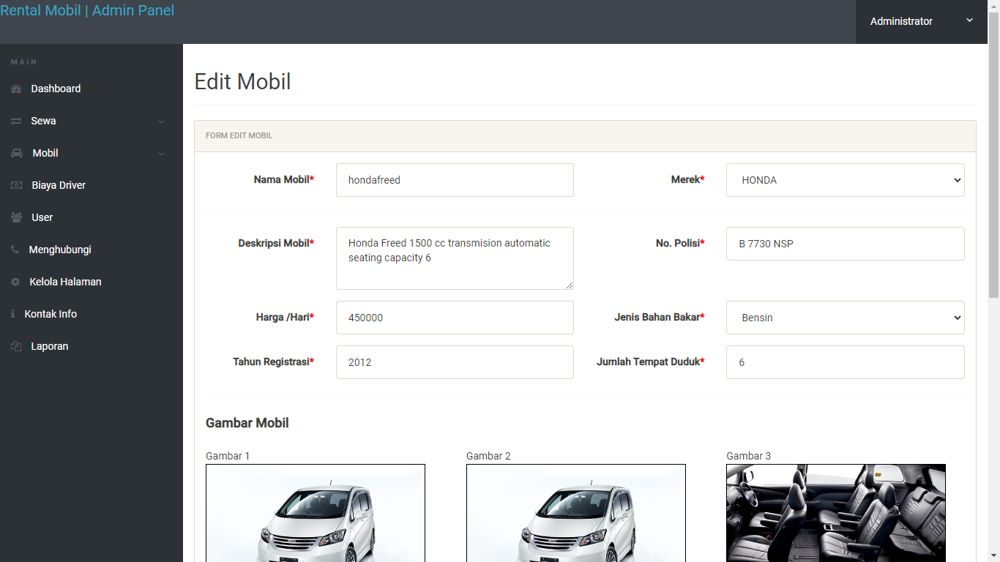 Rental Mobil | Admin Panel
Administrator
MAIN
Dashboard
Sewa
Mobil
Biaya Driver
User
Menghubungi
Kelola Halaman
Kontak Info
Laporan
Edit Mobil
FORM EDIT MOBIL
Nama Mobil*
hondafreed
Merek*
HONDA
Deskripsi Mobil*
Honda Freed 1500 cc transmision automatic
seating capacity 6
No. Polisi*
B 7730 NSP
Harga /Hari*
450000
Jenis Bahan Bakar*
Bensin
Tahun Registrasi*
2012
Jumlah Tempat Duduk*
6
Gambar Mobil
Gambar 1
Gambar 2
Gambar 3